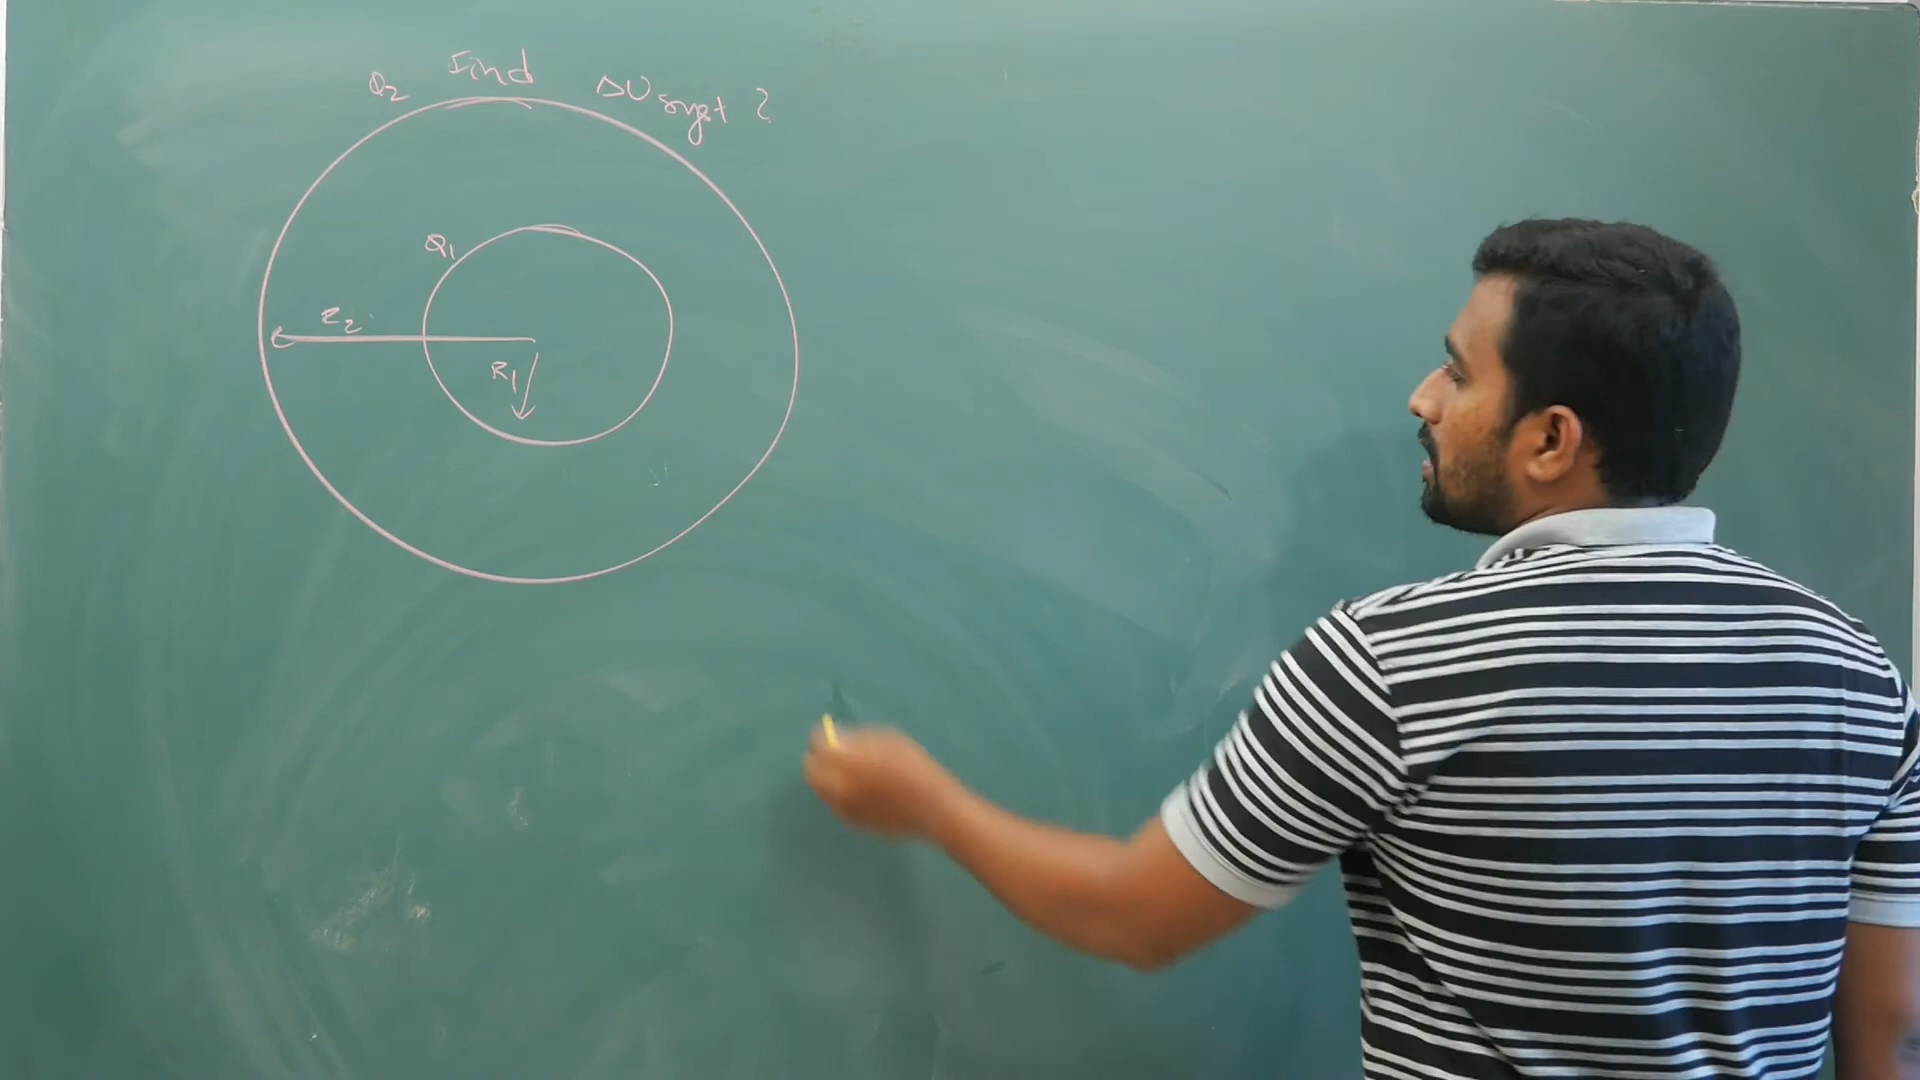 Find ΔU syst ?
Q2
Q1
R2
R1